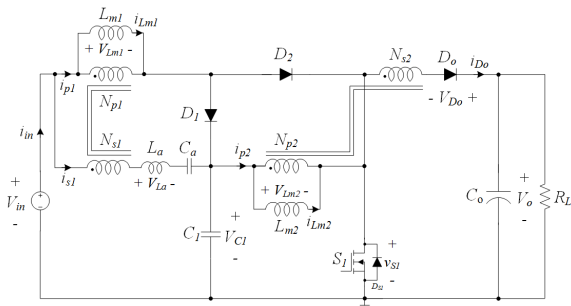 L_m1 i_Lm1
+ V_Lm1 -
i_p1 N_p1
D_2
N_s2 D_o i_Do
- V_Do +
D_1
i_in
N_s1 L_a C_a
i_s1 + V_La -
i_p2 N_p2
+ V_Lm2 -
L_m2 i_Lm2
+ V_in -
C_1 + V_C1 -
S_1 + v_S1 -
D_S1
C_o + V_o - R_L